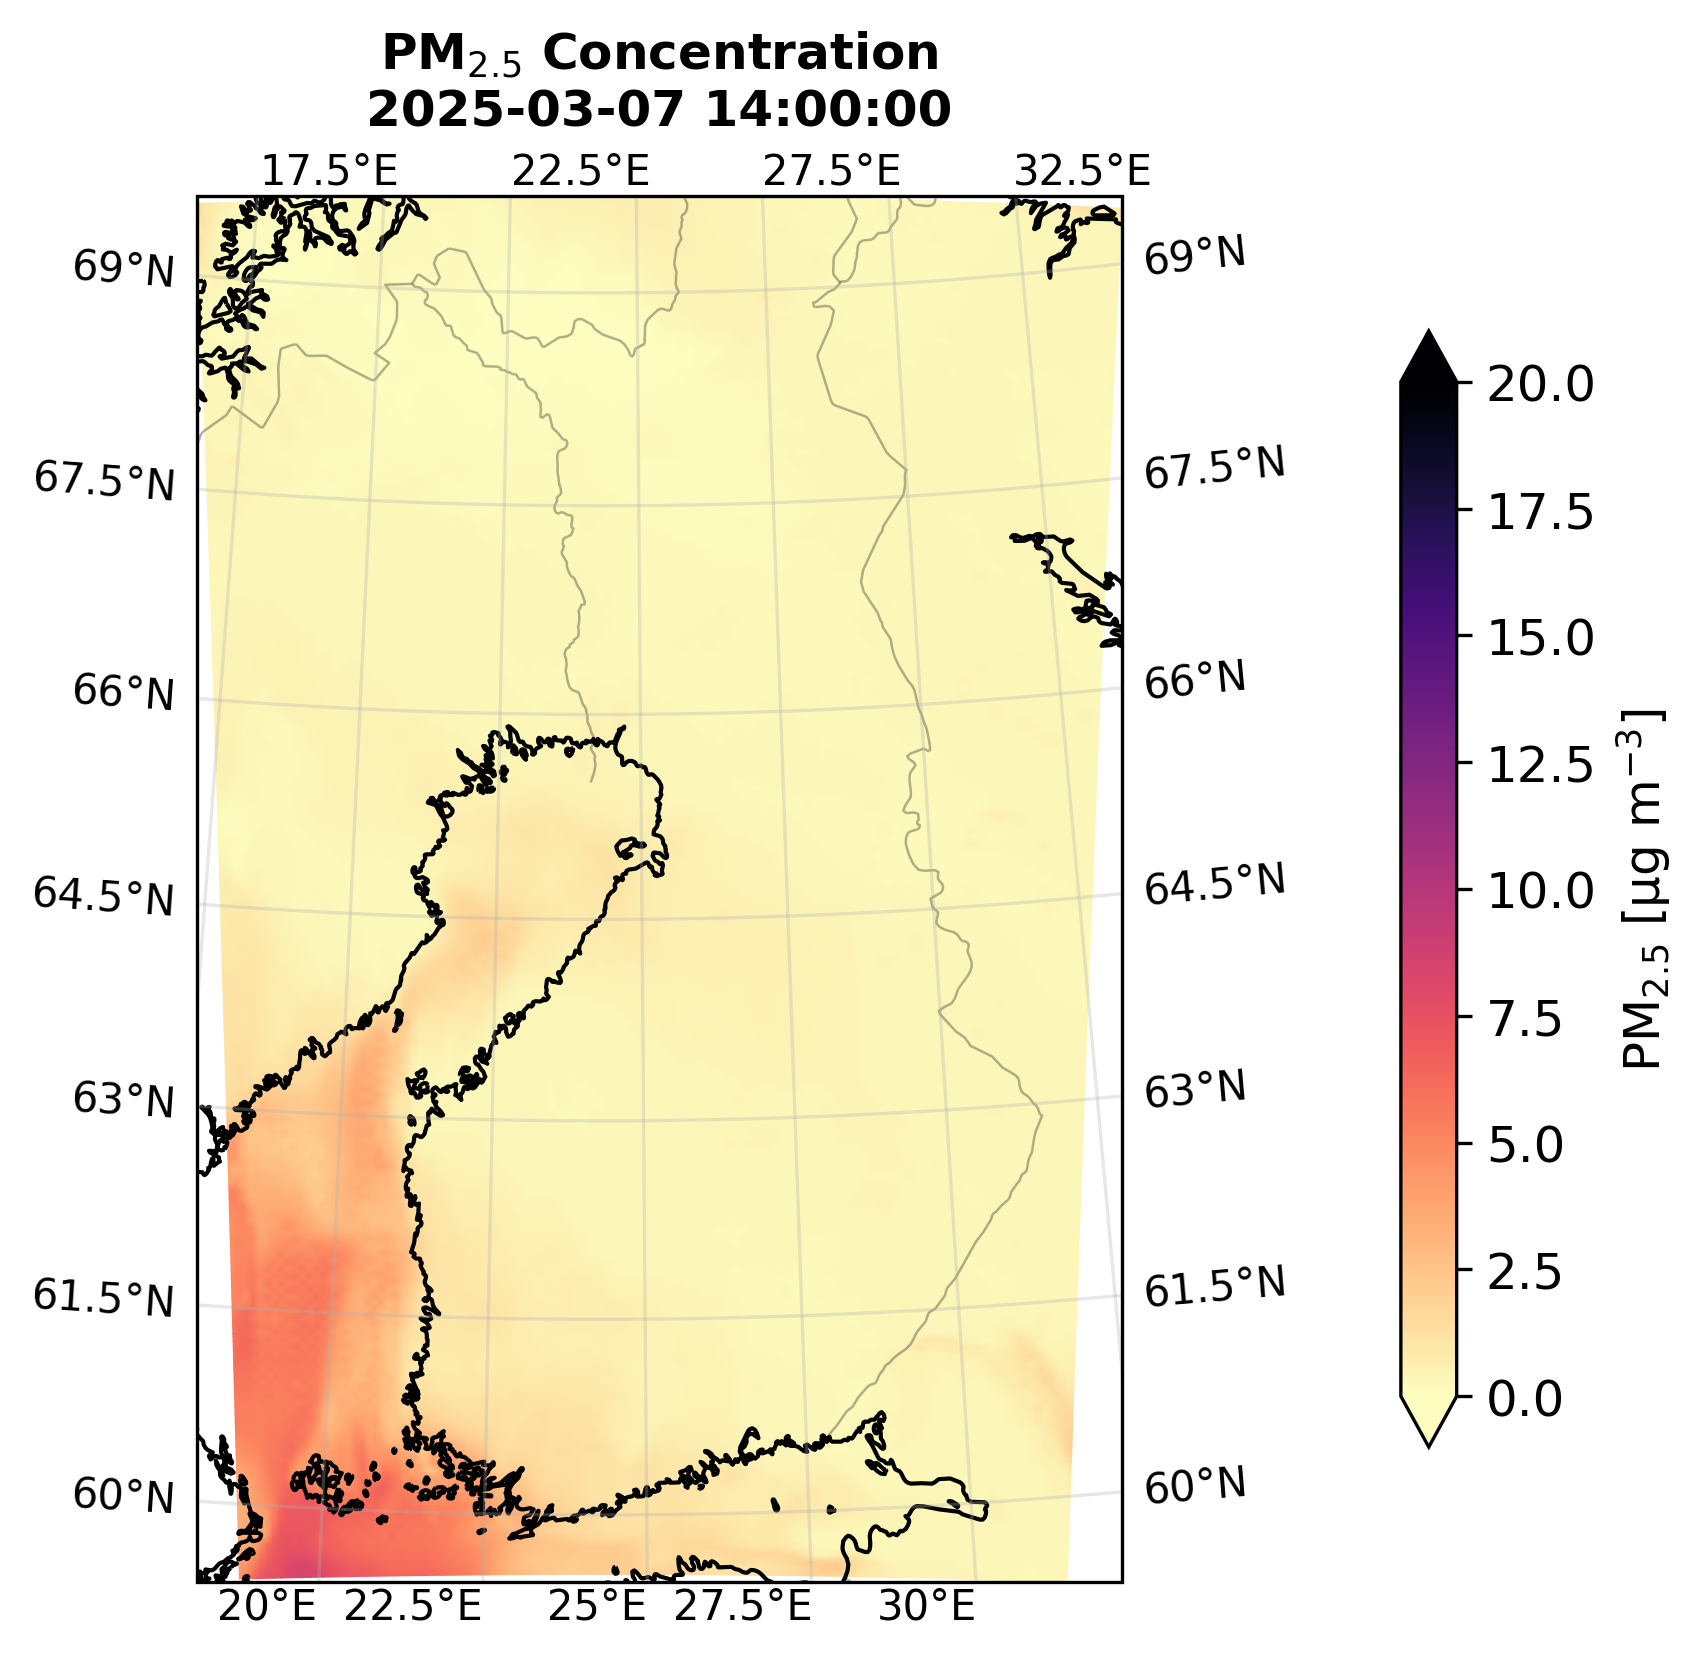 PM2.5 Concentration
2025-03-07 14:00:00
17.5°E 22.5°E 27.5°E 32.5°E
69°N 69°N
67.5°N 67.5°N
66°N 66°N
64.5°N 64.5°N
63°N 63°N
61.5°N 61.5°N
60°N 60°N
20°E 22.5°E 25°E 27.5°E 30°E
20.0
17.5
15.0
12.5
10.0
7.5
5.0
2.5
0.0
PM2.5 [µg m⁻³]